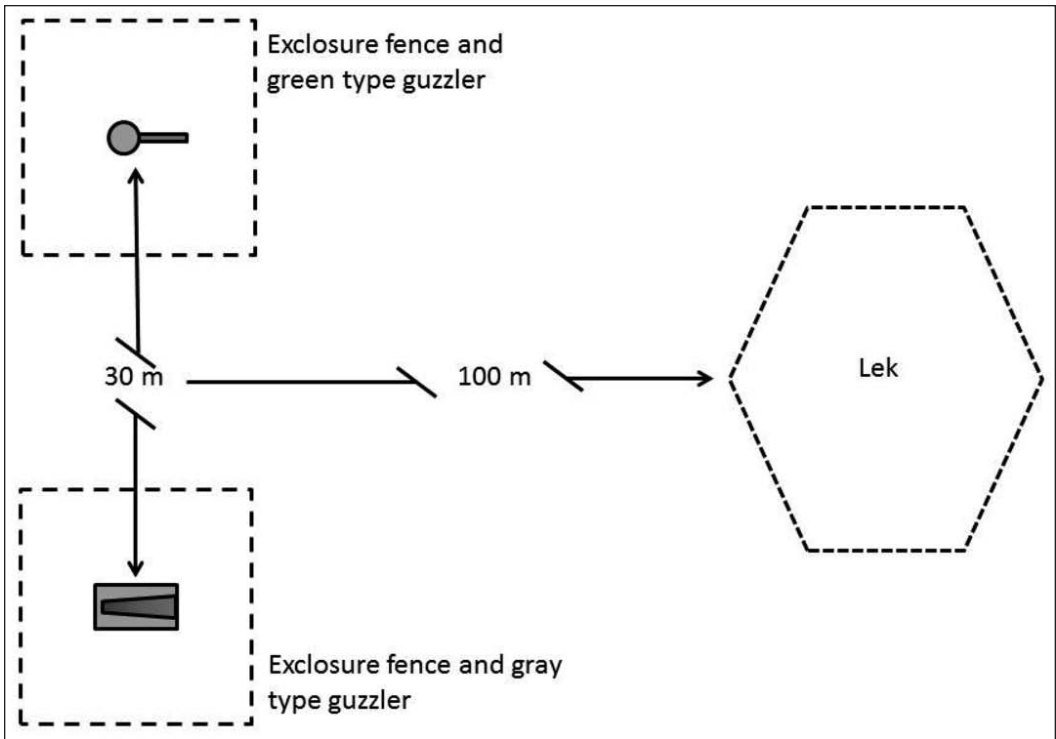 Exclosure fence and
green type guzzler
30 m
100 m
Lek
Exclosure fence and gray
type guzzler